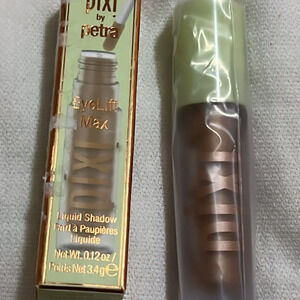 pixi
by
petra
EyeLift
Max
PIXI
Liquid Shadow
Fard à Paupières
Liquide
Net Wt. 0.12 oz /
Poids Net 3.4g e
PIXI